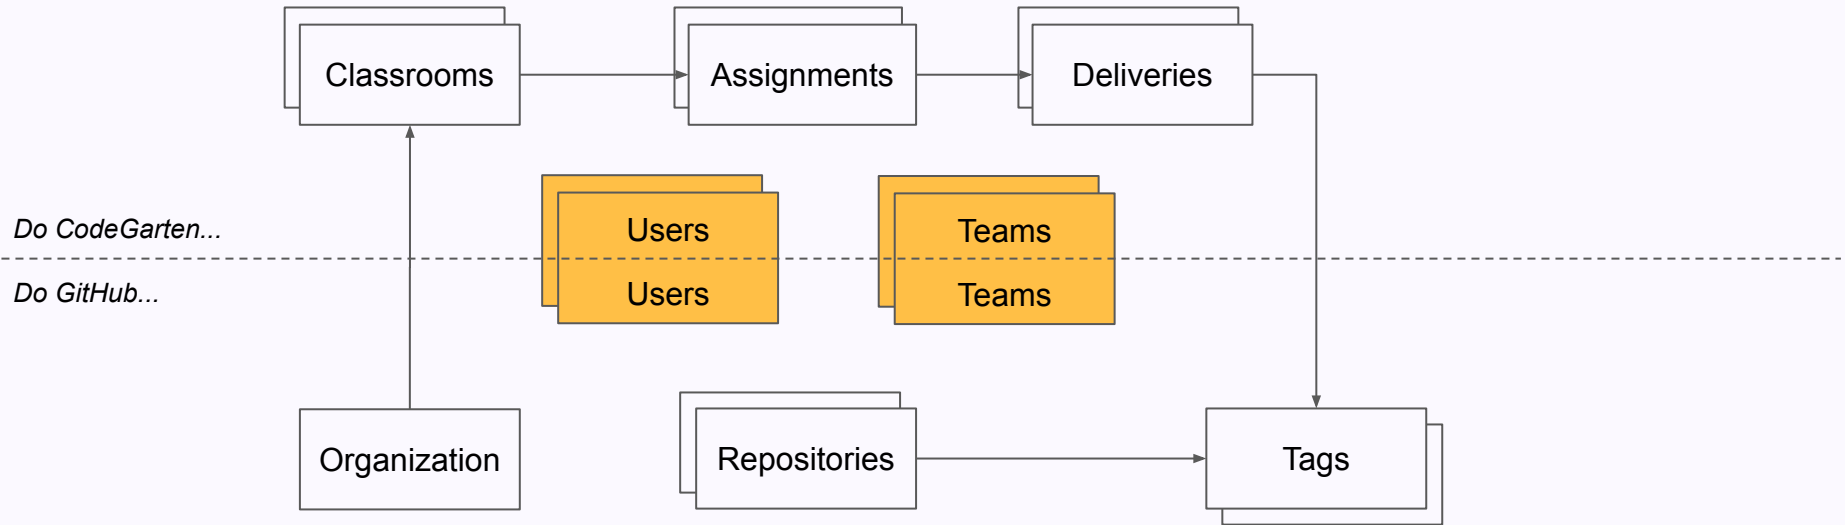 Classrooms
Assignments
Deliveries
Users
Teams
Do CodeGarten...
Do GitHub...
Users
Teams
Organization
Repositories
Tags